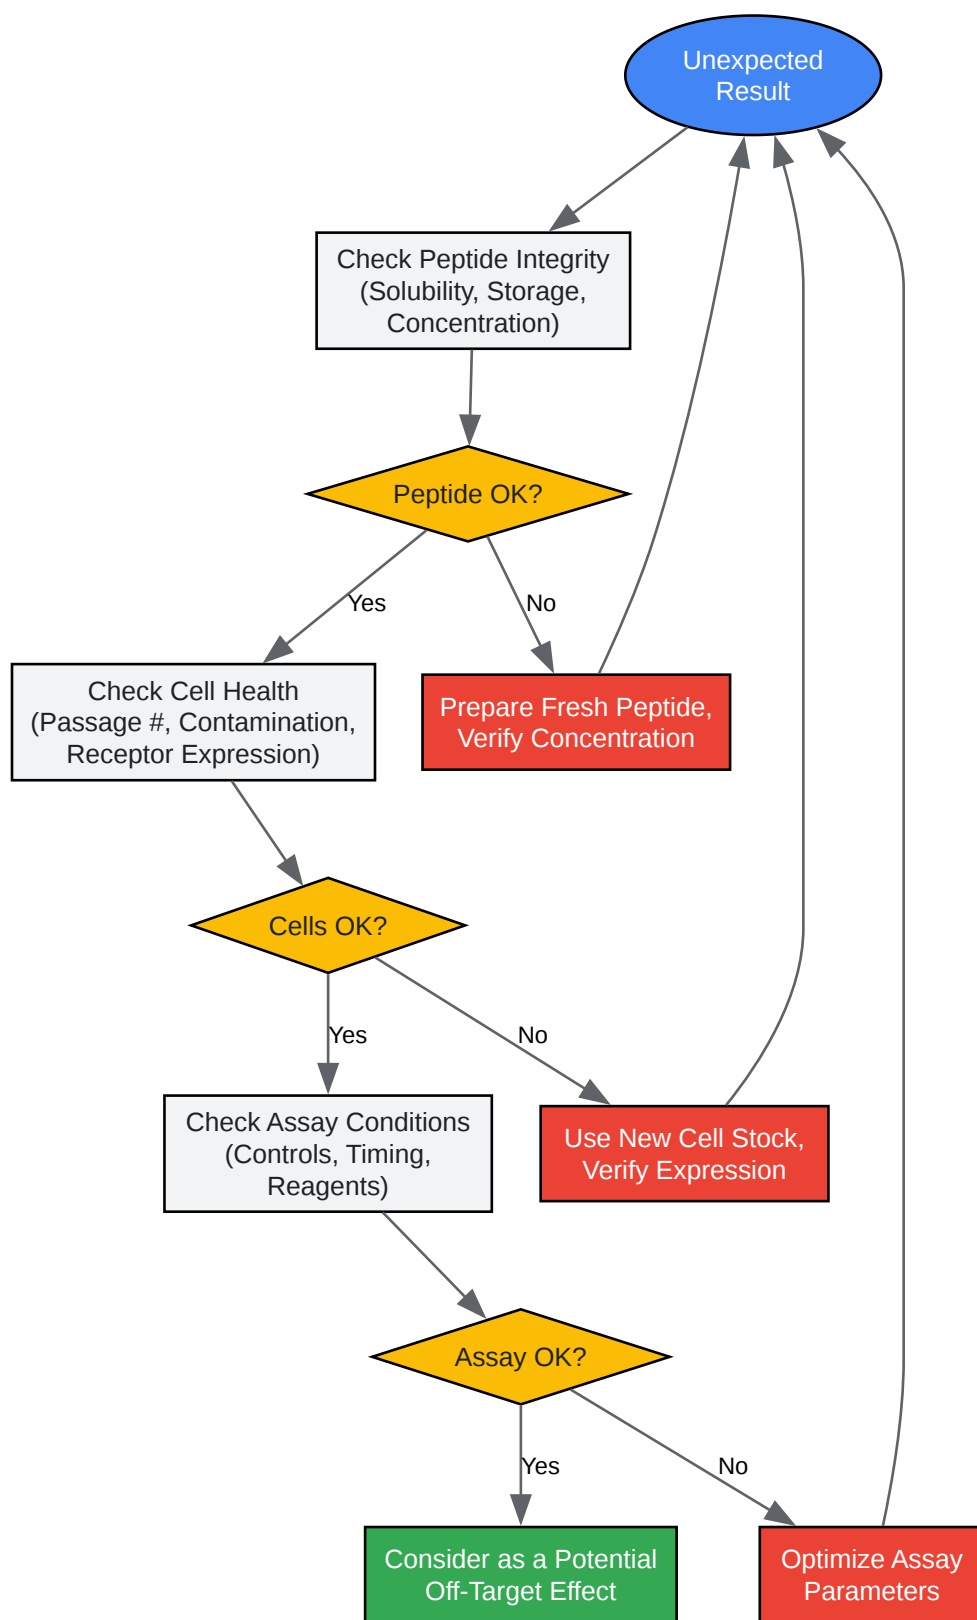 Unexpected
Result
Check Peptide Integrity
(Solubility, Storage,
Concentration)
Peptide OK?
Yes
No
Check Cell Health
(Passage #, Contamination,
Receptor Expression)
Prepare Fresh Peptide,
Verify Concentration
Cells OK?
Yes
No
Check Assay Conditions
(Controls, Timing,
Reagents)
Use New Cell Stock,
Verify Expression
Assay OK?
Yes
No
Consider as a Potential
Off-Target Effect
Optimize Assay
Parameters